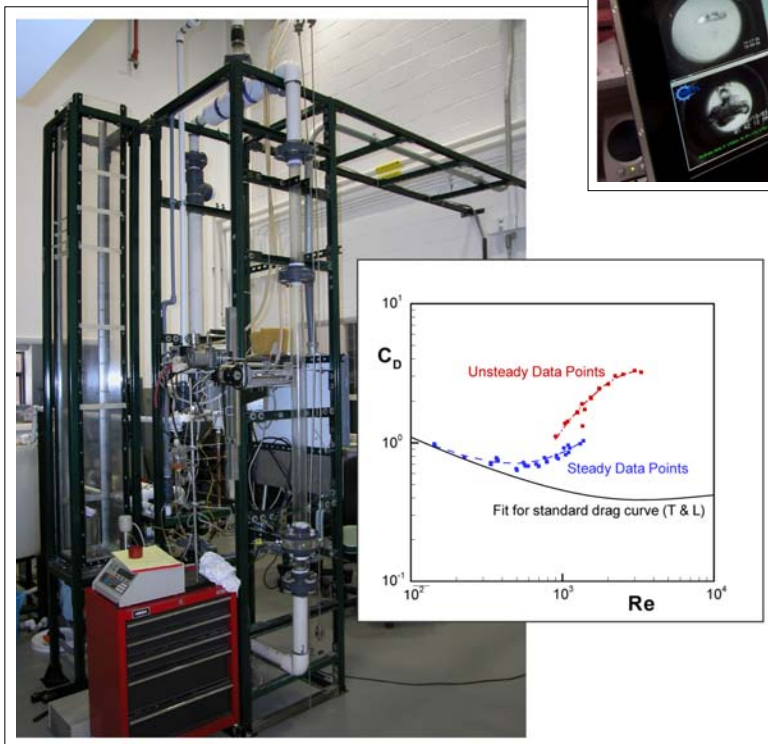 10¹
C_D
Unsteady Data Points
10⁰
Steady Data Points
Fit for standard drag curve (T & L)
10⁻¹
10² 10³ 10⁴
Re